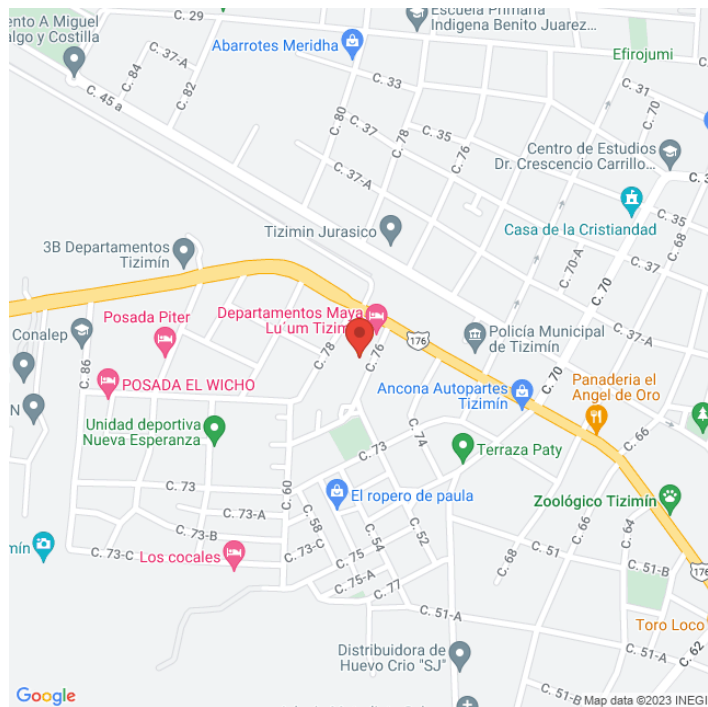 ento A Miguel
algo y Costilla
C. 29
Escuela Primaria
Indigena Benito Juarez...
Abarrotes Meridha
Efirojumi
C. 37-A
C. 84
C. 82
C. 45 a
C. 33
C. 31
C. 80
C. 78
C. 37
C. 35
C. 76
C. 70
Centro de Estudios
Dr. Crescencio Carrillo...
C. 3
C. 37-A
Casa de la Cristiandad
C. 35
C. 68
Tizimin Jurasico
3B Departamentos
Tizimín
C. 70-A
C. 37
C. 70
Departamentos Maya
Lu´um Tizimí
Posada Piter
Conalep
C. 86
C. 78
C. 76
176
Policía Municipal
de Tizimín
C. 37-A
C. 70
POSADA EL WICHO
N
Ancona Autopartes
Tizimín
Panaderia el
Angel de Oro
Unidad deportiva
Nueva Esperanza
C. 74
C. 73
C. 66
Terraza Paty
C. 73
C. 60
El ropero de paula
Zoológico Tizimín
C. 73-A
C. 58
C. 54
C. 52
C. 73-B
C. 66
C. 64
C. 73-C
C. 73-C
C. 75
C. 51
C. 51-B
C. 68
mín
Los cocales
176
C. 75-A
C. 77
C. 51-A
Toro Loco
C. 62
C. 51-A
Distribuidora de
Huevo Crio "SJ"
C. 51-B
Google
Map data ©2023 INEGI